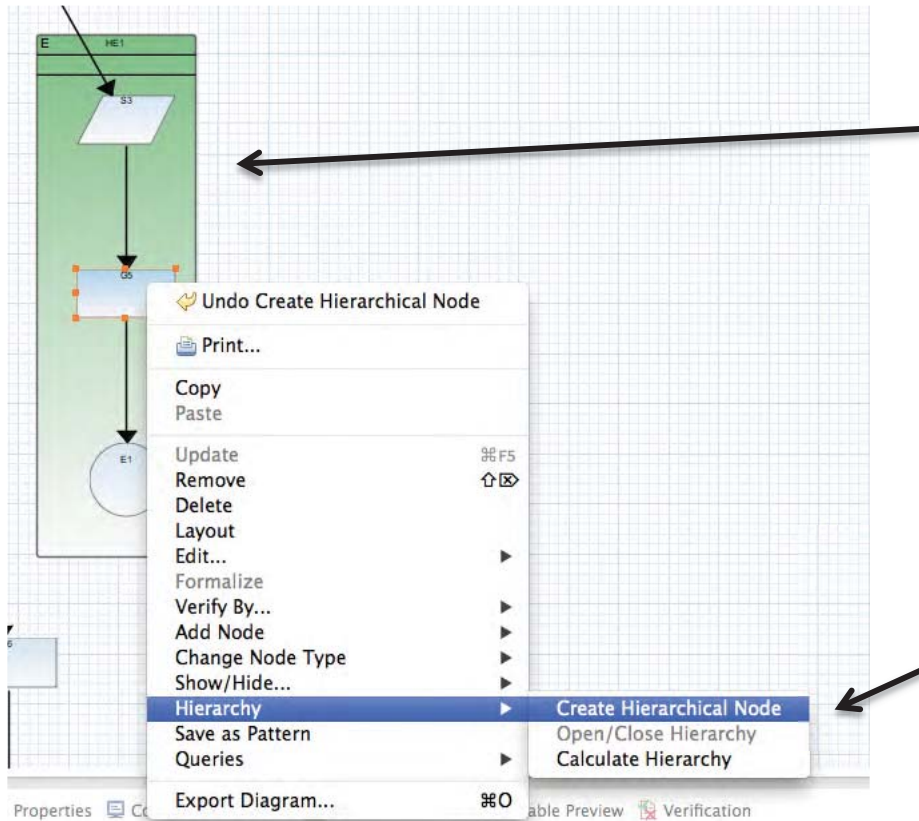 E HE1
S3
G5
E1
Undo Create Hierarchical Node
Print...
Copy
Paste
Update ⌘F5
Remove ⇧⌦
Delete
Layout
Edit...
Formalize
Verify By...
Add Node
Change Node Type
Show/Hide...
Hierarchy
Save as Pattern
Queries
Export Diagram... ⌘O
Create Hierarchical Node
Open/Close Hierarchy
Calculate Hierarchy
Properties
Preview Verification